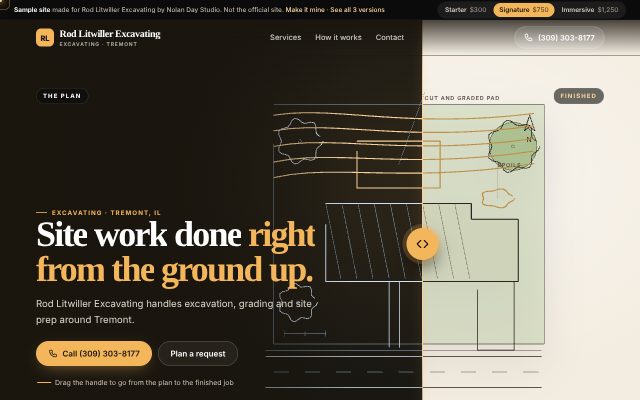 Sample site made for Rod Litwiller Excavating by Nolan Day Studio. Not the official site. Make it mine · See all 3 versions
Starter $300 Signature $750 Immersive $1,250
RL Rod Litwiller Excavating
EXCAVATING · TREMONT
Services How it works Contact
(309) 303-8177
THE PLAN
CUT AND GRADED PAD
FINISHED
N
SPOILS
EXCAVATING · TREMONT, IL
Site work done right
from the ground up.
Rod Litwiller Excavating handles excavation, grading and site
prep around Tremont.
Call (309) 303-8177 Plan a request
Drag the handle to go from the plan to the finished job